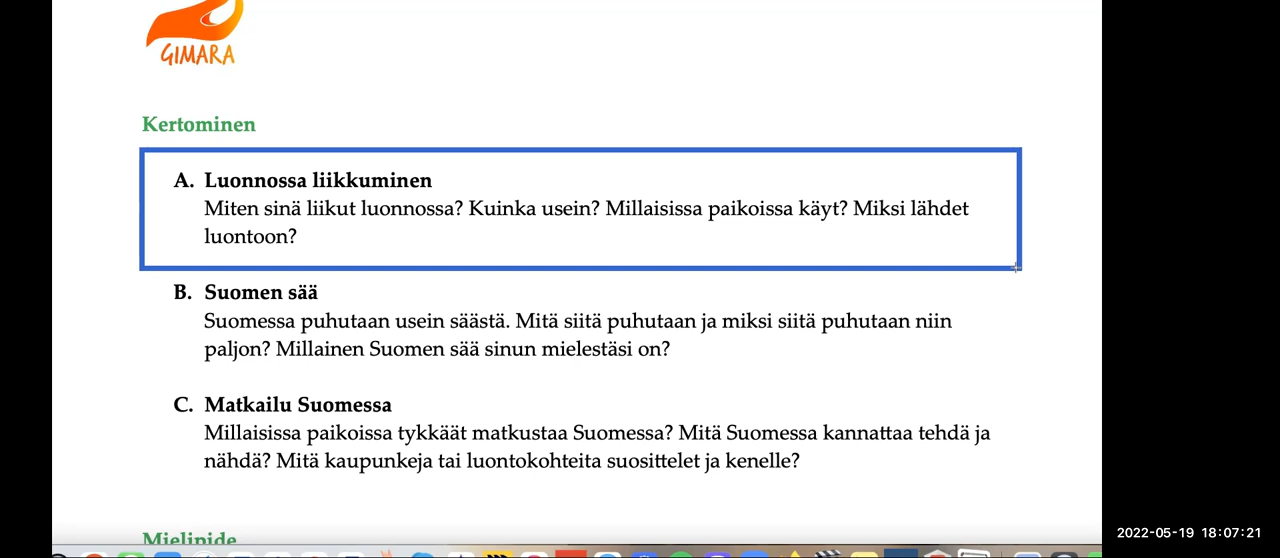 GIMARA
Kertominen
A. Luonnossa liikkuminen
Miten sinä liikut luonnossa? Kuinka usein? Millaisissa paikoissa käyt? Miksi lähdet
luontoon?
B. Suomen sää
Suomessa puhutaan usein säästä. Mitä siitä puhutaan ja miksi siitä puhutaan niin
paljon? Millainen Suomen sää sinun mielestäsi on?
C. Matkailu Suomessa
Millaisissa paikoissa tykkäät matkustaa Suomessa? Mitä Suomessa kannattaa tehdä ja
nähdä? Mitä kaupunkeja tai luontokohteita suosittelet ja kenelle?
Mielipide
2022-05-19 18:07:21